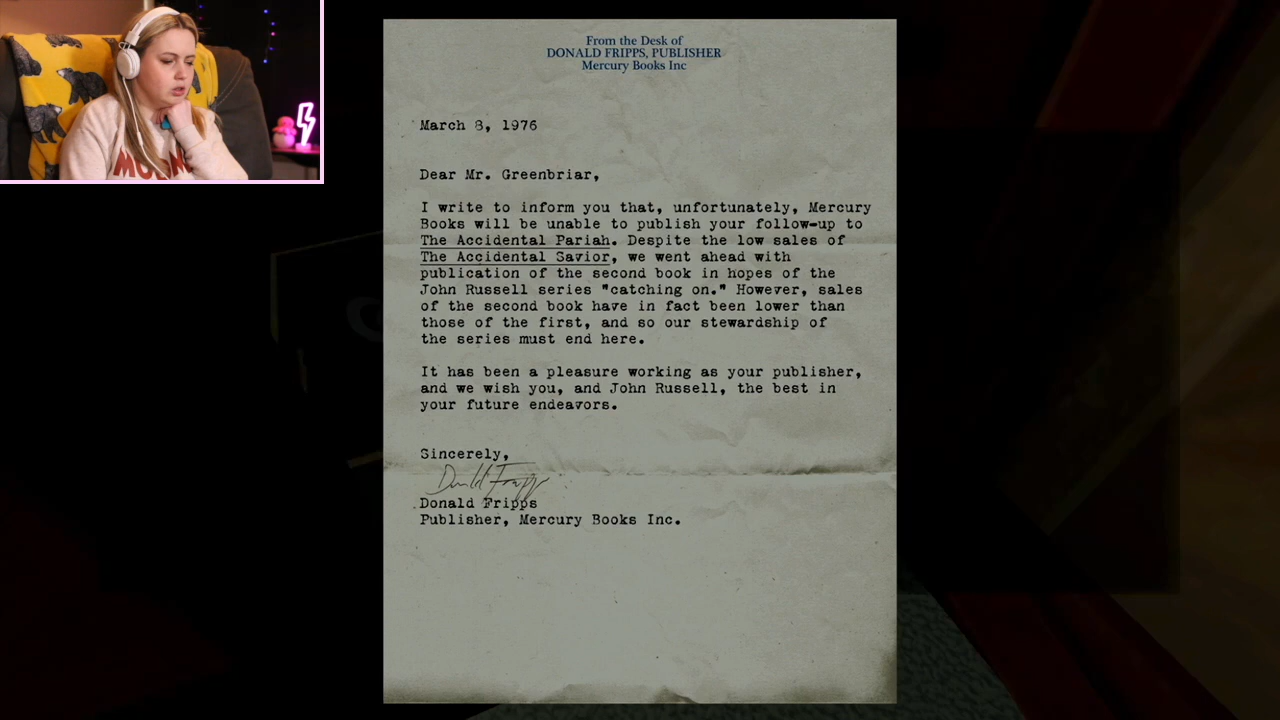 From the Desk of
DONALD FRIPPS, PUBLISHER
Mercury Books Inc
March 8, 1976
Dear Mr. Greenbriar,
I write to inform you that, unfortunately, Mercury
Books will be unable to publish your follow-up to
The Accidental Pariah. Despite the low sales of
The Accidental Savior, we went ahead with
publication of the second book in hopes of the
John Russell series "catching on." However, sales
of the second book have in fact been lower than
those of the first, and so our stewardship of
the series must end here.
It has been a pleasure working as your publisher,
and we wish you, and John Russell, the best in
your future endeavors.
Sincerely,
Donald Fripps
Donald Fripps
Publisher, Mercury Books Inc.